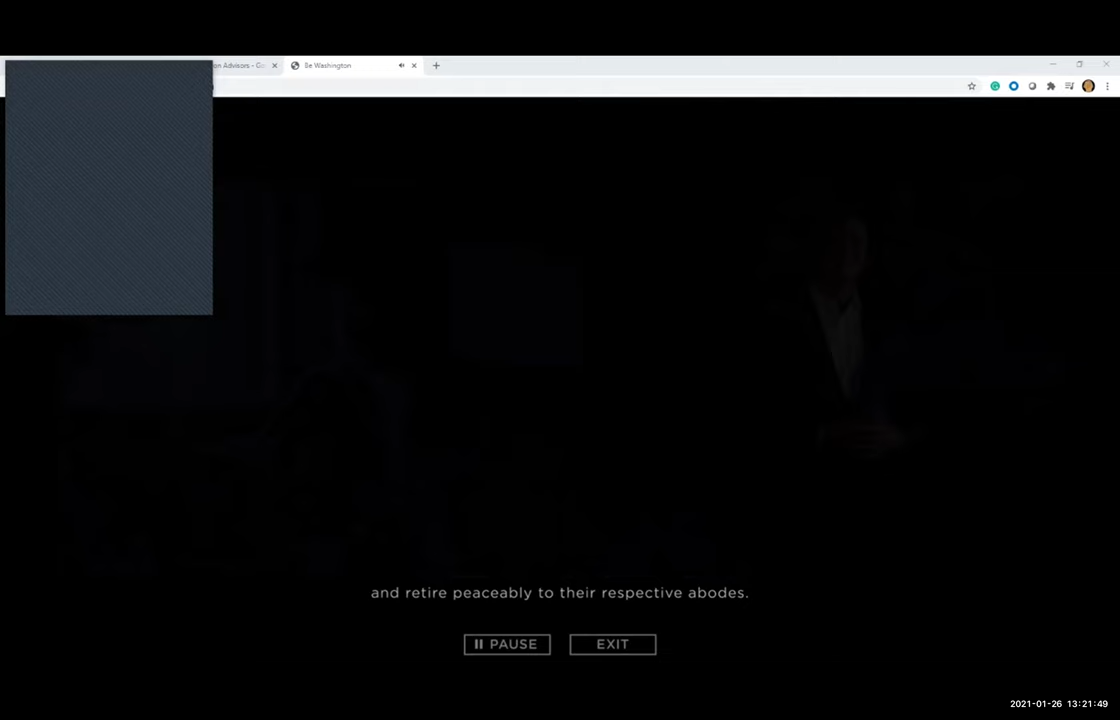 on Advisors - Go
Be Washington
and retire peaceably to their respective abodes.
PAUSE
EXIT
2021-01-26 13:21:49